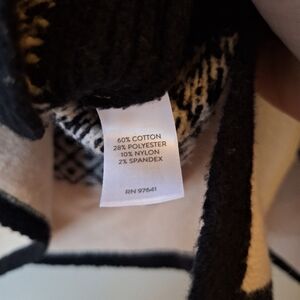 60% COTTON
28% POLYESTER
10% NYLON
2% SPANDEX
RN 97641